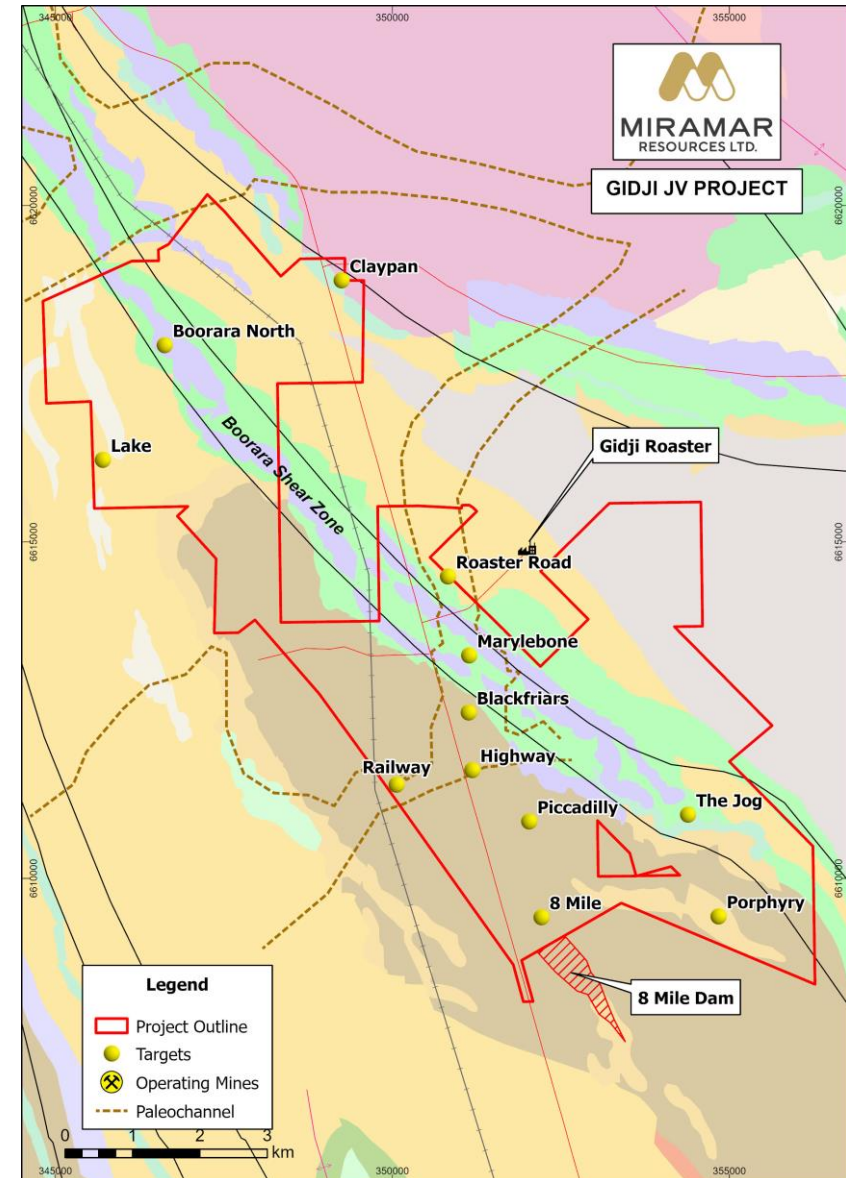 345000
350000
355000
MIRAMAR
RESOURCES LTD.
GIDJI JV PROJECT
6620000
6620000
Claypan
Boorara North
Lake
Boorara Shear Zone
Gidji Roaster
6615000
6615000
Roaster Road
Marylebone
Blackfriars
Highway
Railway
Piccadilly
The Jog
6610000
6610000
8 Mile
Porphyry
8 Mile Dam
Legend
Project Outline
Targets
Operating Mines
Paleochannel
0 1 2 3
km
345000
350000
355000